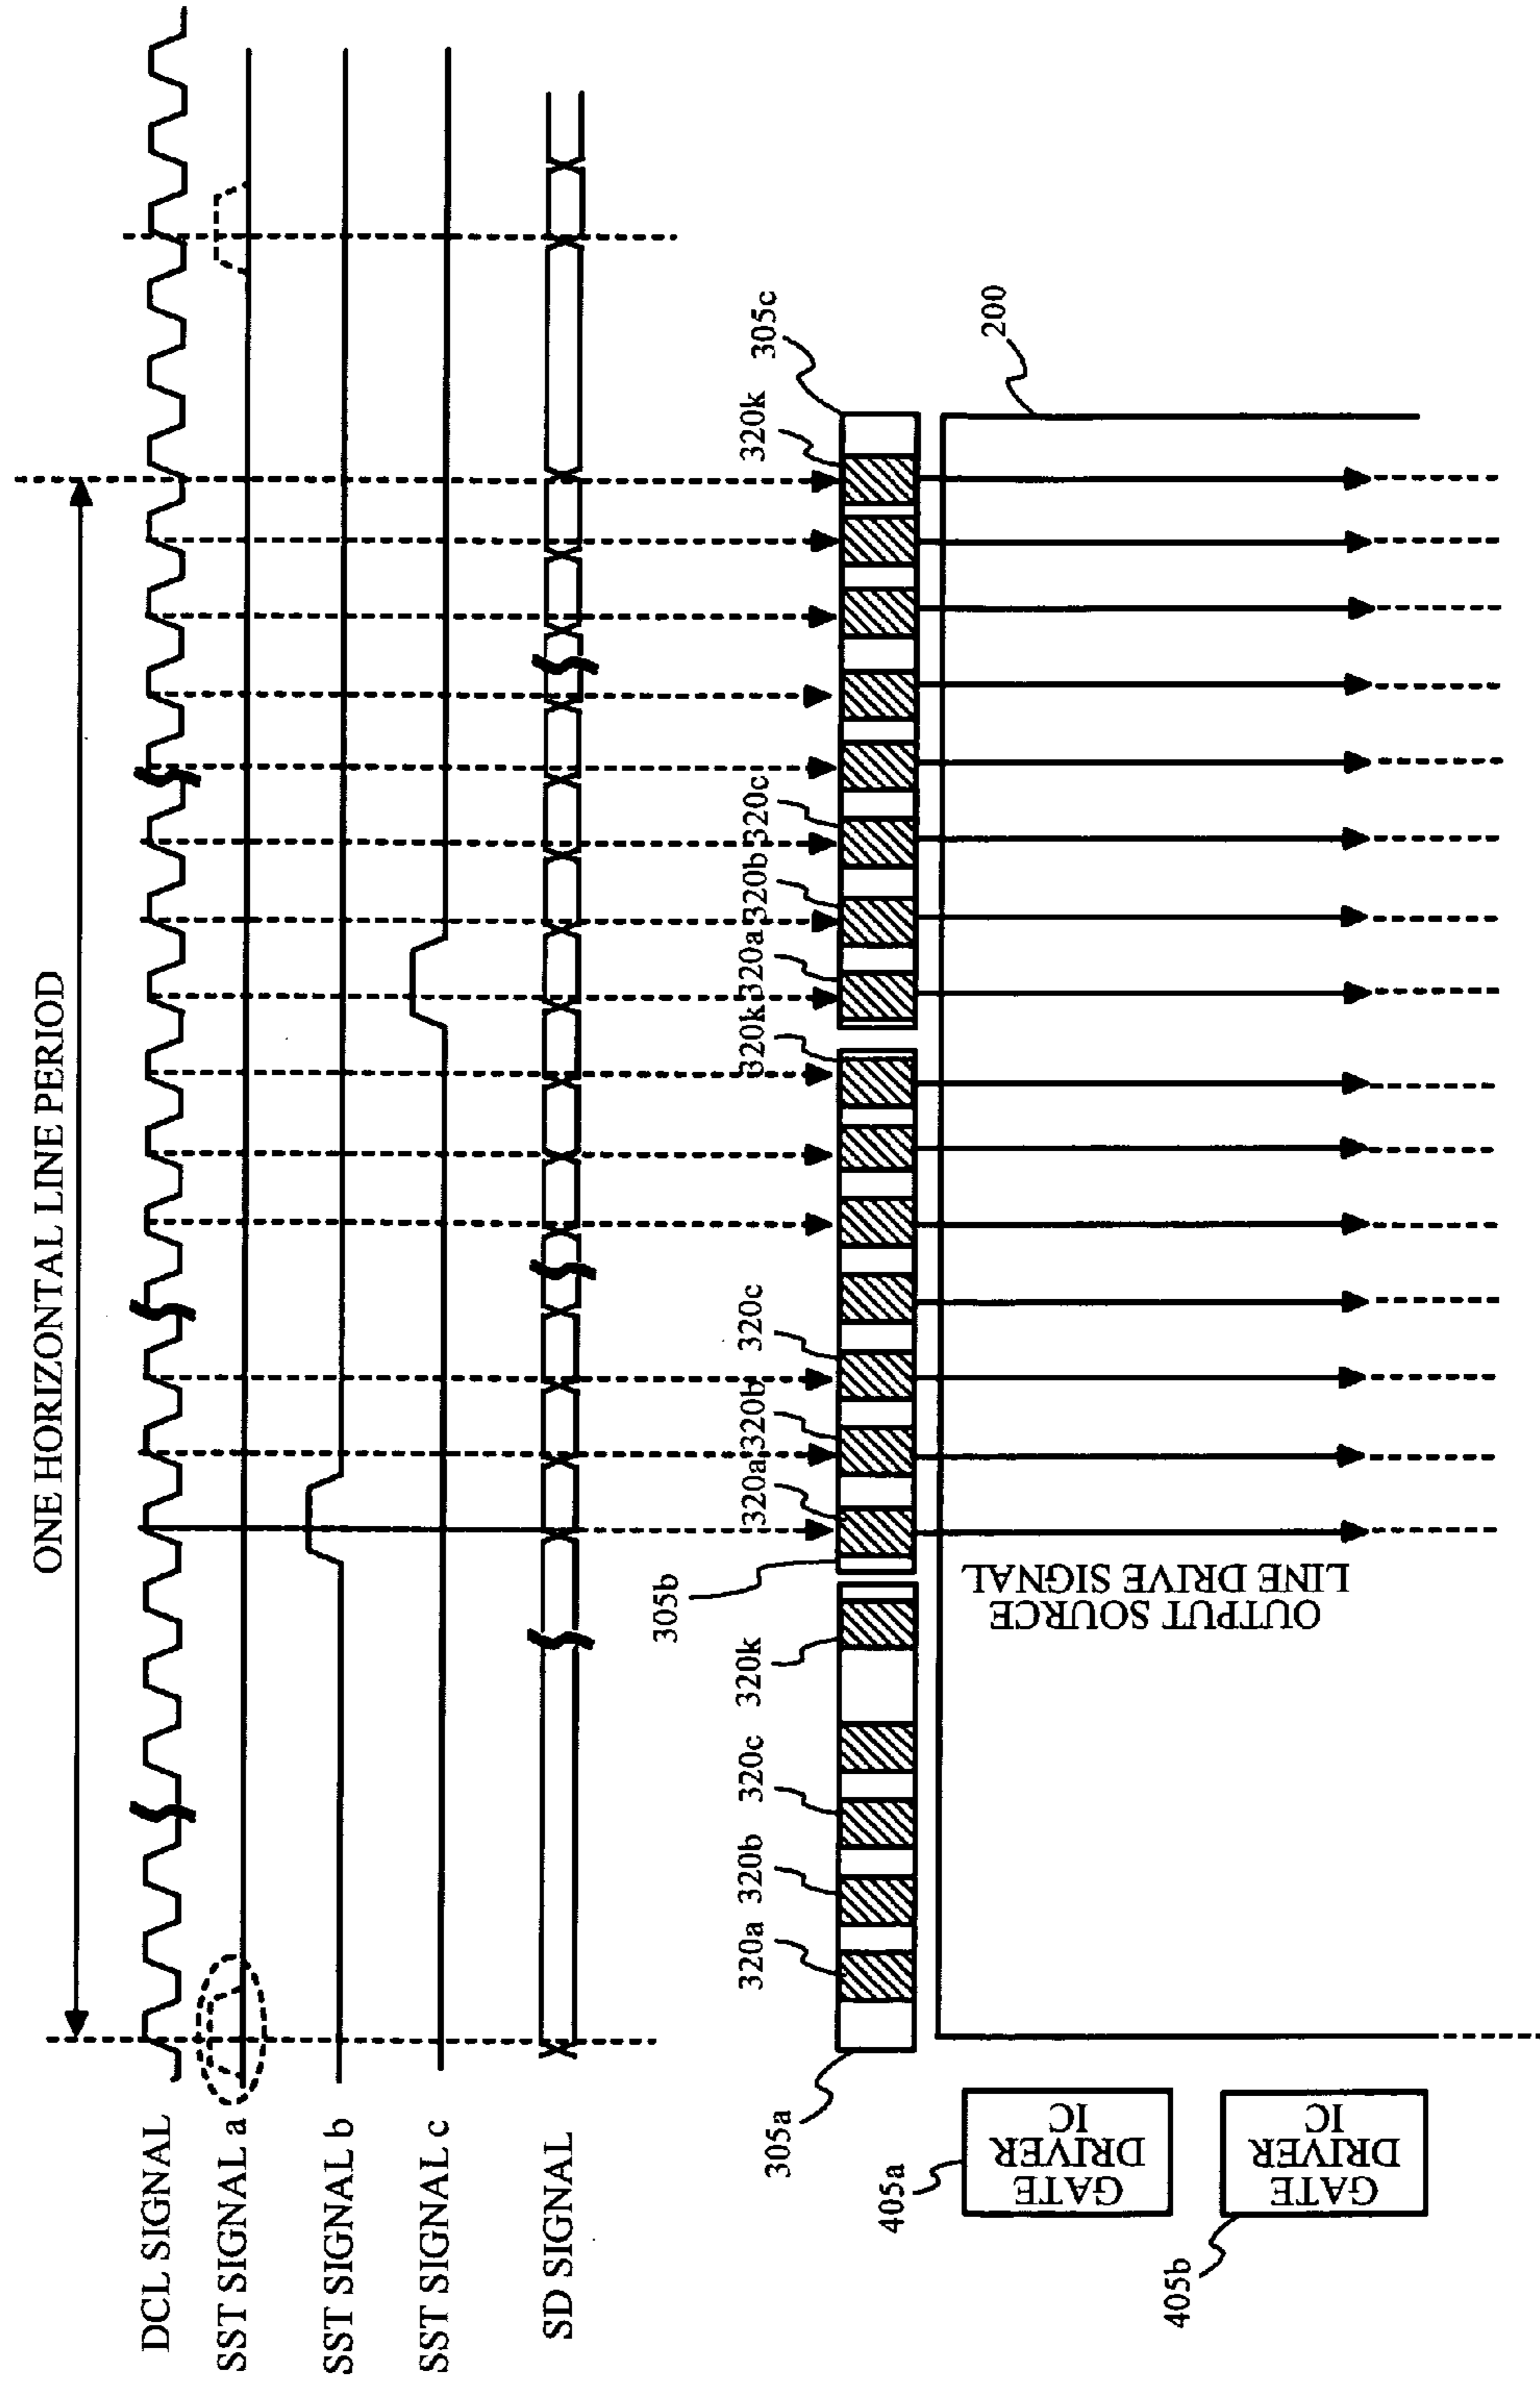 ONE HORIZONTAL LINE PERIOD
DCL SIGNAL
SST SIGNAL a
SST SIGNAL b
SST SIGNAL c
SD SIGNAL
305a
320a
320b
320c
320k
305b
320a
320b
320c
320k
320a
320b
320c
320k
305c
200
OUTPUT SOURCE
LINE DRIVE SIGNAL
405a
GATE
DRIVER
IC
405b
GATE
DRIVER
IC